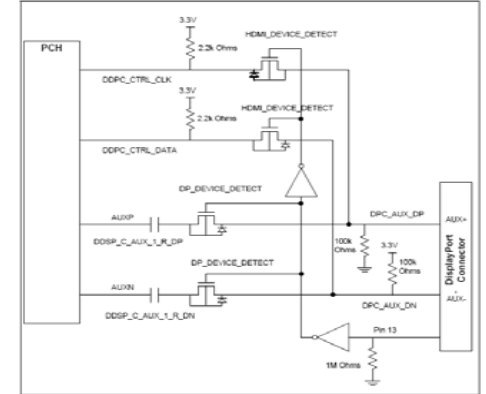 3.3V
PCH
2.2k Ohms
HDMI_DEVICE_DETECT
DDPC_CTRL_CLK
3.3V
2.2k Ohms
HDMI_DEVICE_DETECT
DDPC_CTRL_DATA
DP_DEVICE_DETECT
AUXP
DDSP_C_AUX_1_R_DP
DPC_AUX_DP
AUX+
100k
Ohms
3.3V
100k
Ohms
DisplayPort
Connector
DP_DEVICE_DETECT
AUXN
DDSP_C_AUX_1_R_DN
DPC_AUX_DN
AUX-
Pin 13
1M Ohms